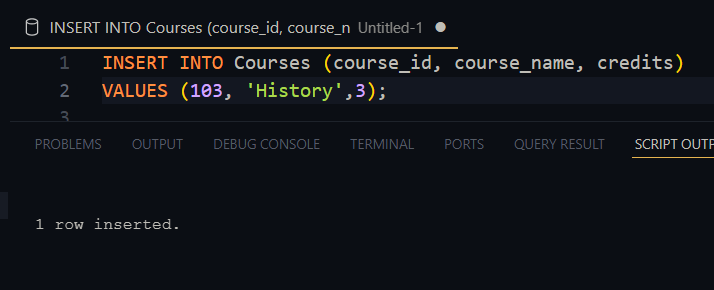 INSERT INTO Courses (course_id, course_n Untitled-1
1 INSERT INTO Courses (course_id, course_name, credits)
2 VALUES (103, 'History',3);
3
PROBLEMS OUTPUT DEBUG CONSOLE TERMINAL PORTS QUERY RESULT SCRIPT OUTP
1 row inserted.